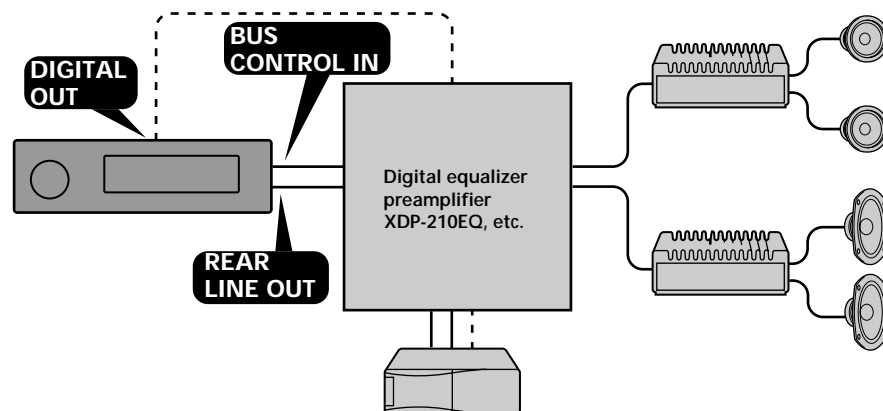 BUS
CONTROL IN
DIGITAL
OUT
Digital equalizer
preamplifier
XDP-210EQ, etc.
REAR
LINE OUT